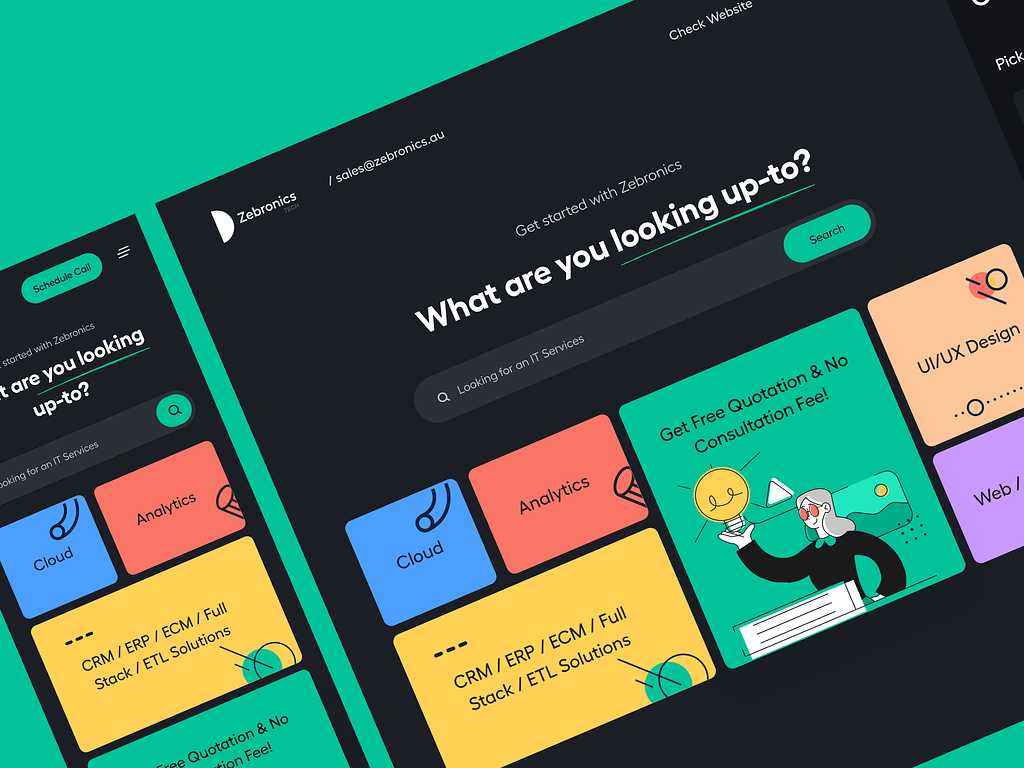 Check Website
Pick
/ sales@zebronics.au
Zebronics
TECH
Get started with Zebronics
What are you looking up-to?
Looking for an IT Services
Search
Cloud
Analytics
CRM / ERP / ECM / Full
Stack / ETL Solutions
Get Free Quotation & No
Consultation Fee!
UI/UX Design
Web /
Schedule Call
started with Zebronics
t are you looking
up-to?
ooking for an IT Services
Cloud
Analytics
CRM / ERP / ECM / Full
Stack / ETL Solutions
ree Quotation & No
ation Fee!